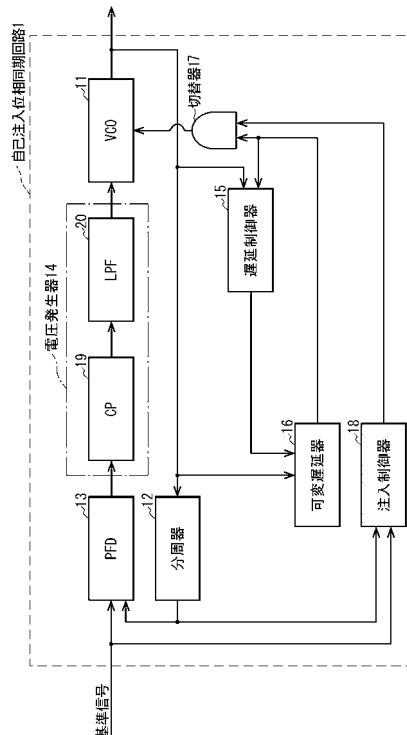 自己注入位相同期回路1
電圧発生器14
基準信号
13
PFD
19
CP
20
LPF
11
VCO
切替器17
12
分周器
15
遅延制御器
16
可変遅延器
18
注入制御器